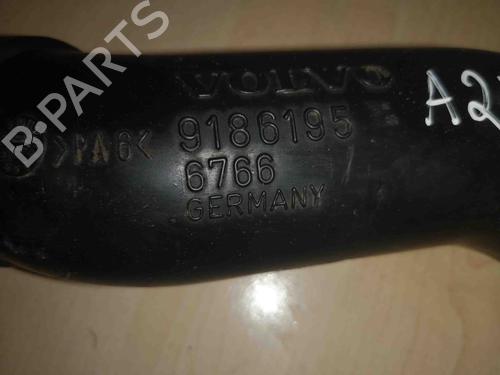 VOLVO
>PA6< 9186195
6766
GERMANY
A2
B-PARTS